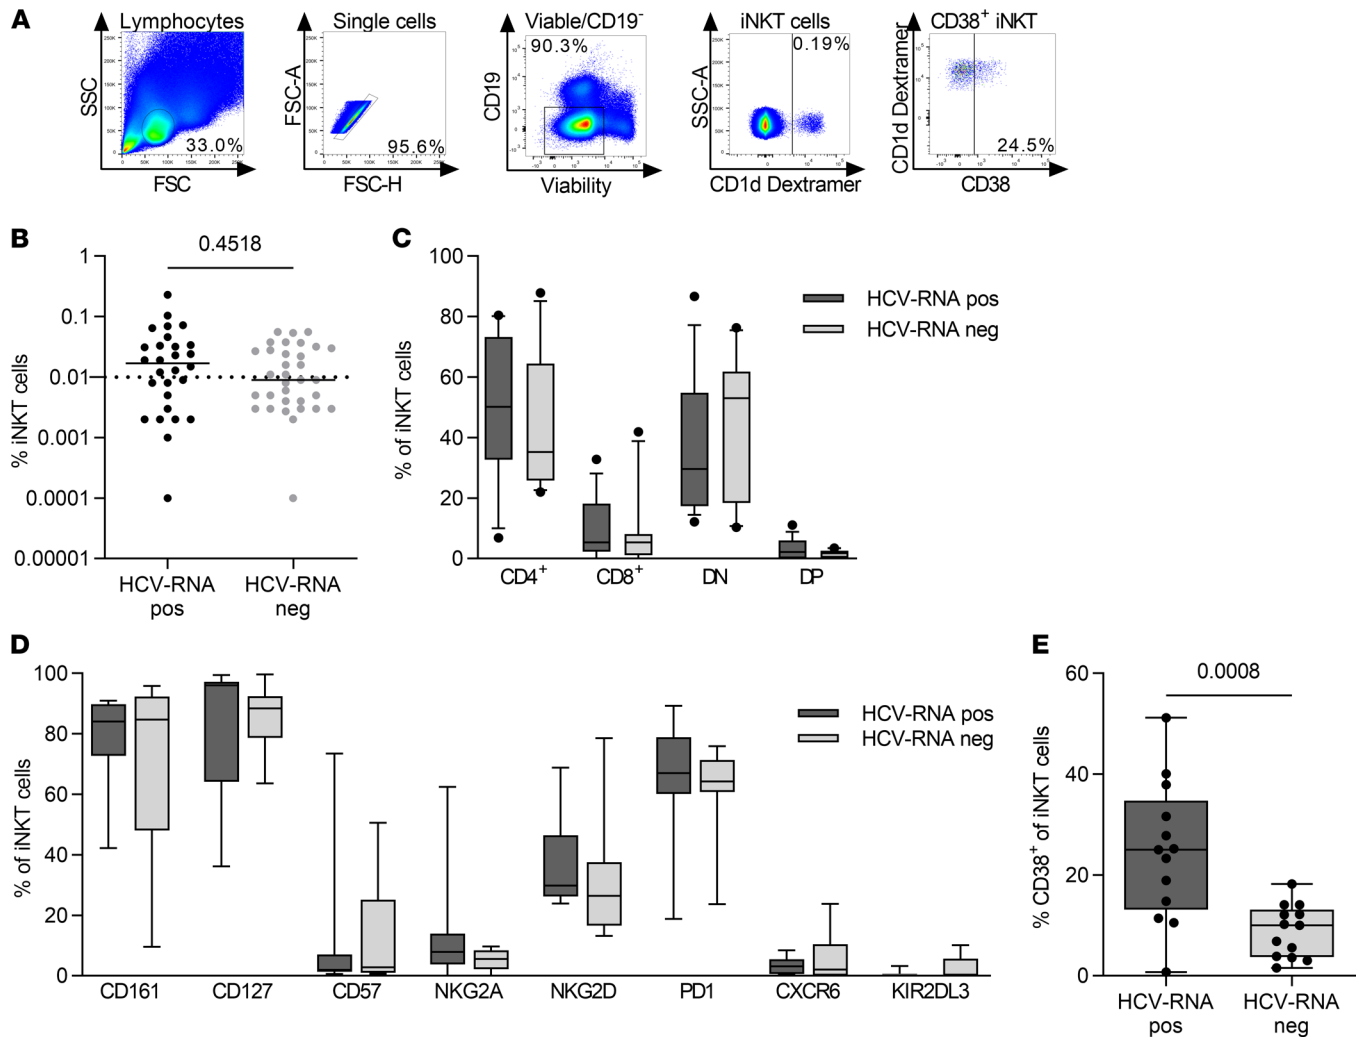 A
Lymphocytes
Single cells
Viable/CD19⁻
iNKT cells
CD38⁺ iNKT
SSC
33.0%
FSC
FSC-A
95.6%
FSC-H
CD19
90.3%
Viability
SSC-A
0.19%
CD1d Dextramer
CD1d Dextramer
24.5%
CD38
B
0.4518
% iNKT cells
1
0.1
0.01
0.001
0.0001
0.00001
HCV-RNA pos
HCV-RNA neg
C
% of iNKT cells
100
80
60
40
20
0
HCV-RNA pos
HCV-RNA neg
CD4⁺ CD8⁺ DN DP
D
% of iNKT cells
100
80
60
40
20
0
HCV-RNA pos
HCV-RNA neg
CD161 CD127 CD57 NKG2A NKG2D PD1 CXCR6 KIR2DL3
E
0.0008
% CD38⁺ of iNKT cells
60
40
20
0
HCV-RNA pos
HCV-RNA neg